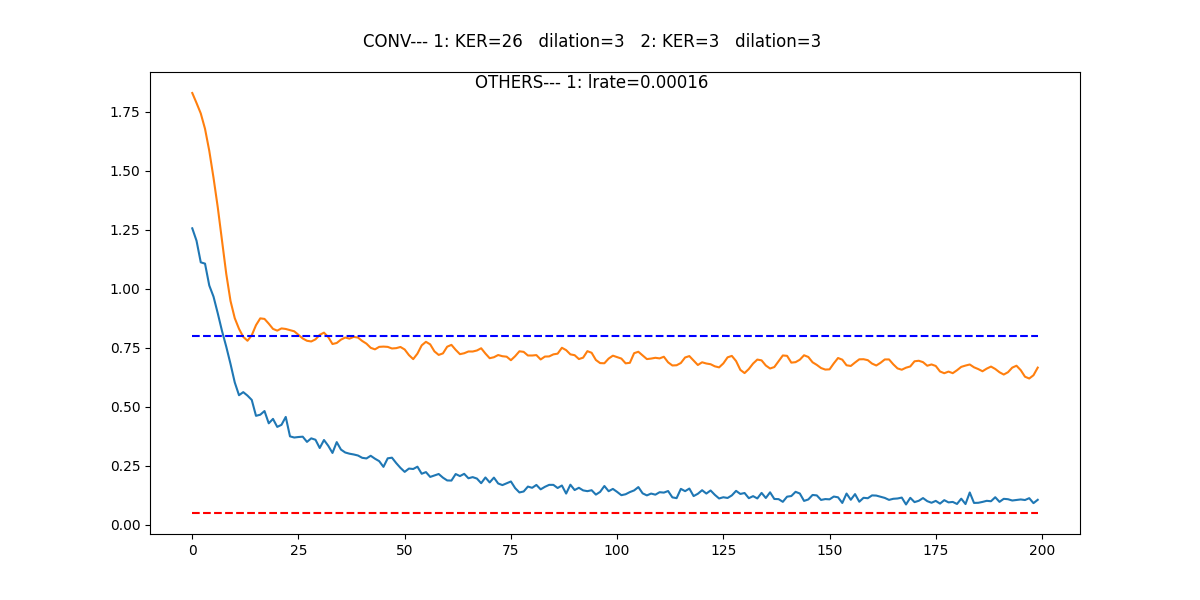 CONV--- 1: KER=26   dilation=3   2: KER=3   dilation=3
OTHERS--- 1: lrate=0.00016
1.75
1.50
1.25
1.00
0.75
0.50
0.25
0.00
0 25 50 75 100 125 150 175 200